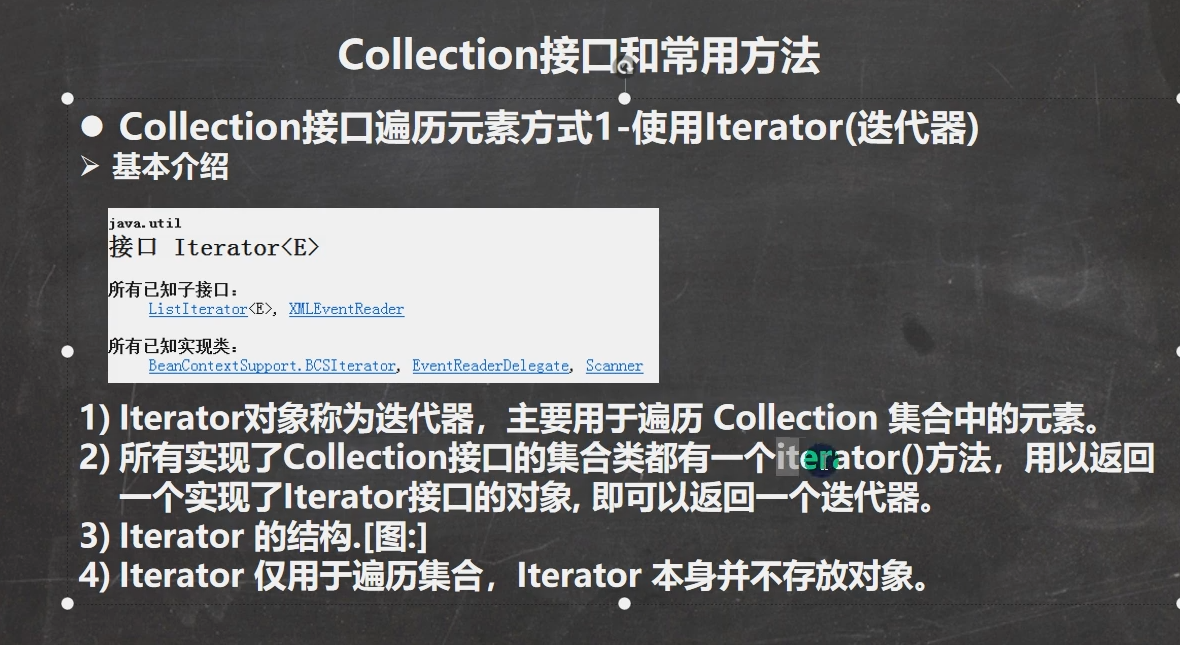 Collection接口和常用方法
● Collection接口遍历元素方式1-使用Iterator(迭代器)
➢ 基本介绍
java.util
接口 Iterator<E>
所有已知子接口:
ListIterator<E>, XMLEventReader
所有已知实现类:
BeanContextSupport.BCSIterator, EventReaderDelegate, Scanner
1) Iterator对象称为迭代器，主要用于遍历 Collection 集合中的元素。
2) 所有实现了Collection接口的集合类都有一个iterator()方法，用以返回
一个实现了Iterator接口的对象, 即可以返回一个迭代器。
3) Iterator 的结构.[图:]
4) Iterator 仅用于遍历集合，Iterator 本身并不存放对象。